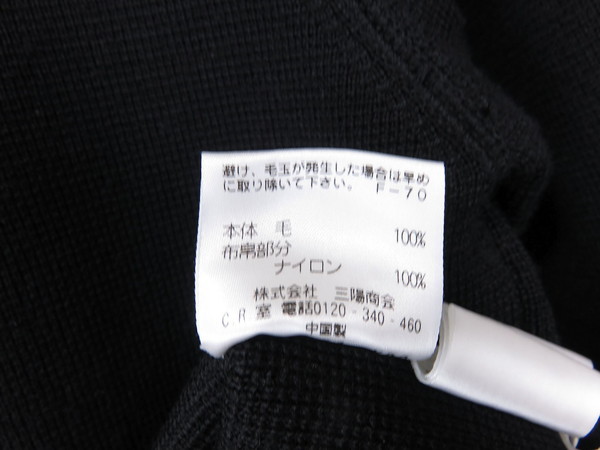 避け、毛玉が発生した場合は早め
に取り除いて下さい。 F－70
本体 毛 100%
布帛部分
ナイロン 100%
株式会社 三陽商会
CR室 電話0120-340-460
中国製